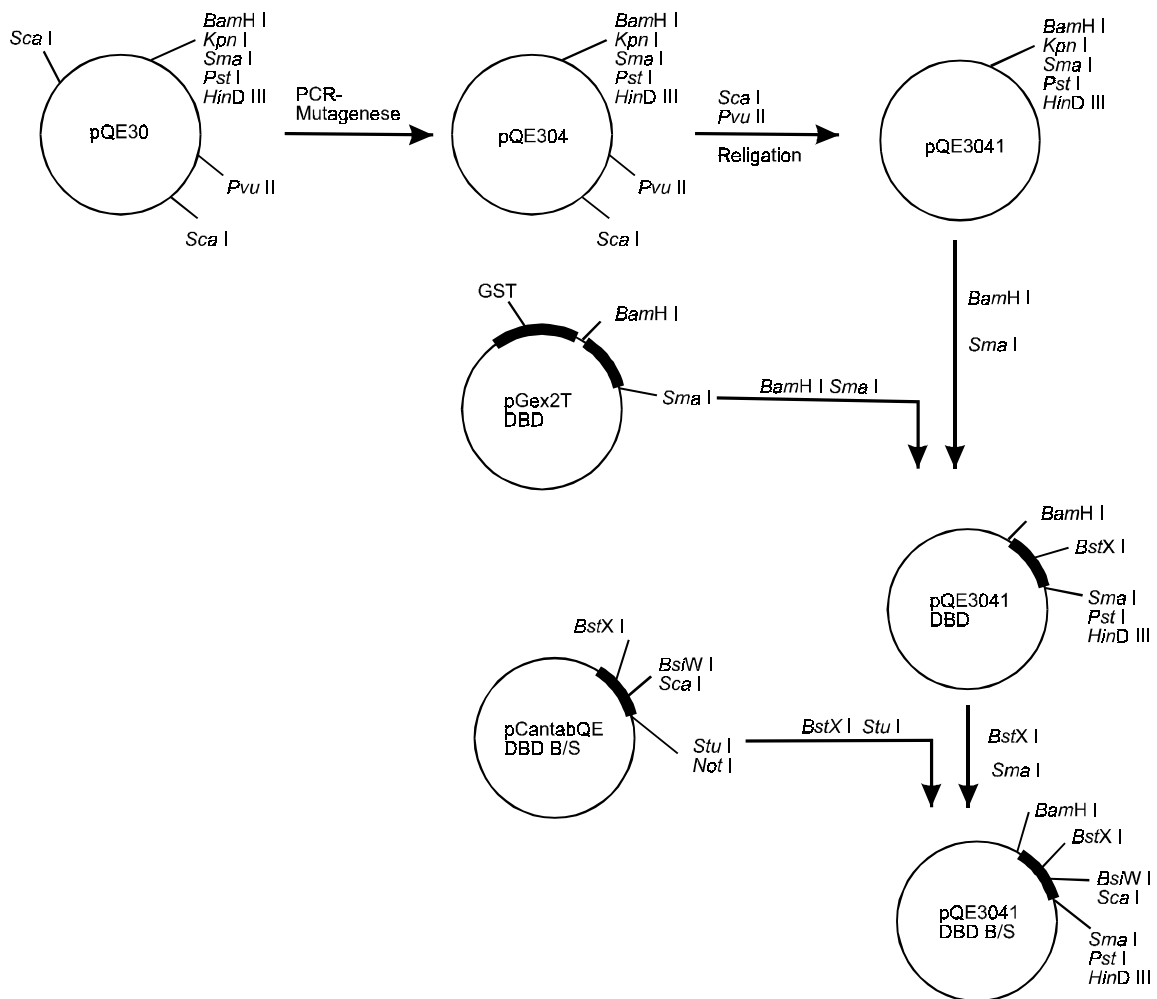 Sca I
BamH I
Kpn I
Sma I
Pst I
HinD III
pQE30
Pvu II
Sca I
PCR-
Mutagenese
BamH I
Kpn I
Sma I
Pst I
HinD III
pQE304
Pvu II
Sca I
Sca I
Pvu II
Religation
BamH I
Kpn I
Sma I
Pst I
HinD III
pQE3041
BamH I
Sma I
GST
BamH I
pGex2T
DBD
Sma I
BamH I Sma I
BamH I
BstX I
pQE3041
DBD
Sma I
Pst I
HinD III
BstX I
BsiW I
Sca I
pCantabQE
DBD B/S
Stu I
Not I
BstX I Stu I
BstX I
Sma I
BamH I
BstX I
BsiW I
Sca I
pQE3041
DBD B/S
Sma I
Pst I
HinD III